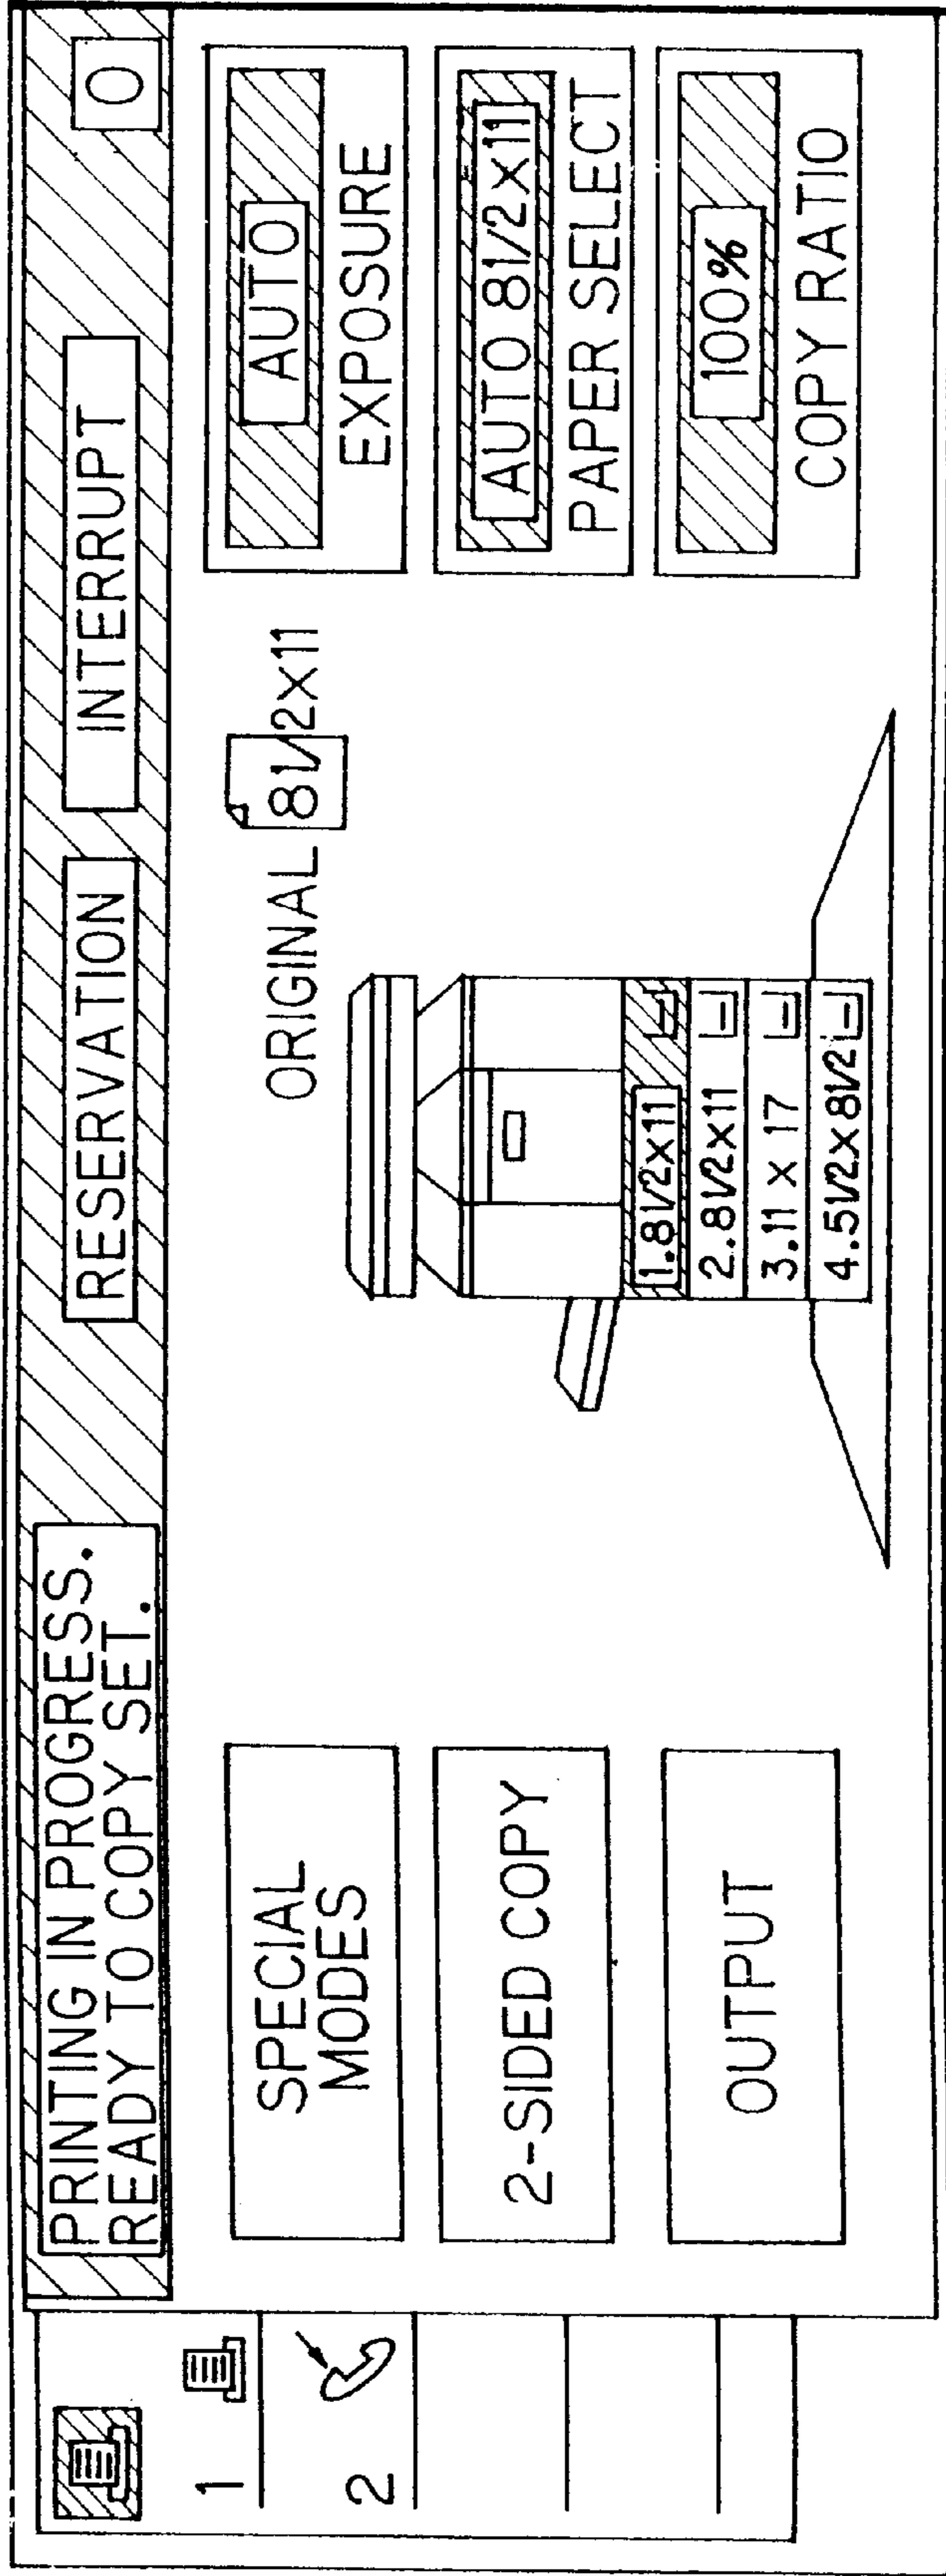 PRINTING IN PROGRESS.
READY TO COPY SET.
RESERVATION
INTERRUPT
0
1
2
SPECIAL
MODES
2-SIDED COPY
OUTPUT
ORIGINAL 8 1/2×11
1.8 1/2×11
2.8 1/2×11
3.11 × 17
4.5 1/2×8 1/2
AUTO
EXPOSURE
AUTO 8 1/2×11
PAPER SELECT
100%
COPY RATIO